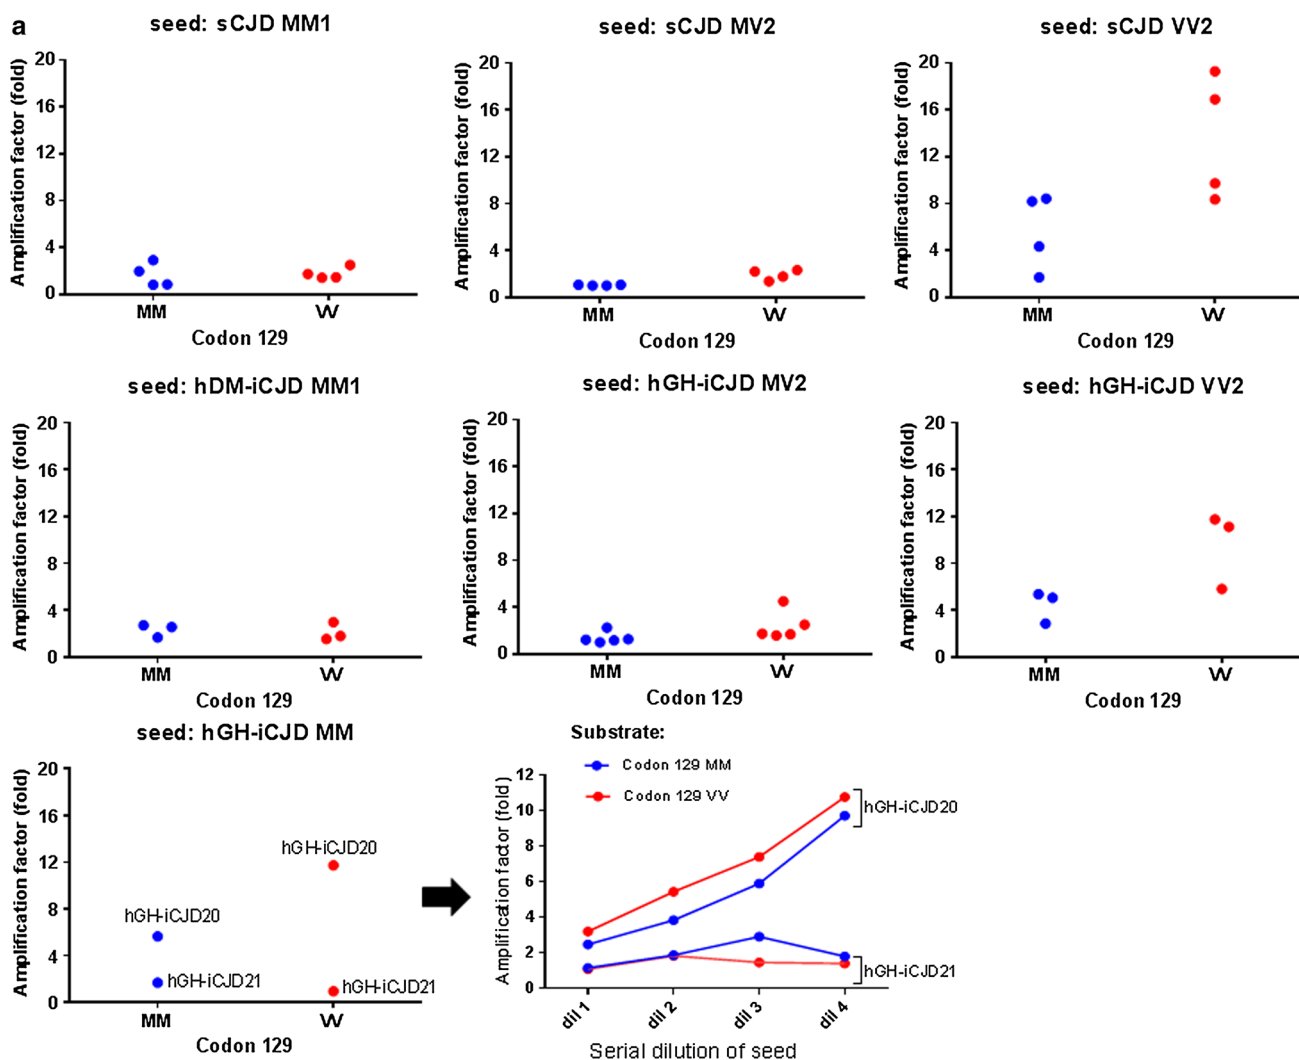 a
seed: sCJD MM1
Amplification factor (fold)
20
16
12
8
4
0
MM
VV
Codon 129
seed: sCJD MV2
Amplification factor (fold)
20
16
12
8
4
0
MM
VV
Codon 129
seed: sCJD VV2
Amplification factor (fold)
20
16
12
8
4
0
MM
VV
Codon 129
seed: hDM-iCJD MM1
Amplification factor (fold)
20
16
12
8
4
0
MM
VV
Codon 129
seed: hGH-iCJD MV2
Amplification factor (fold)
20
16
12
8
4
0
MM
VV
Codon 129
seed: hGH-iCJD VV2
Amplification factor (fold)
20
16
12
8
4
0
MM
VV
Codon 129
seed: hGH-iCJD MM
Amplification factor (fold)
20
16
12
8
4
0
hGH-iCJD20
hGH-iCJD20
hGH-iCJD21
hGH-iCJD21
MM
VV
Codon 129
Substrate:
Codon 129 MM
Codon 129 VV
Amplification factor (fold)
12
10
8
6
4
2
0
hGH-iCJD20
hGH-iCJD21
dil 1
dil 2
dil 3
dil 4
Serial dilution of seed